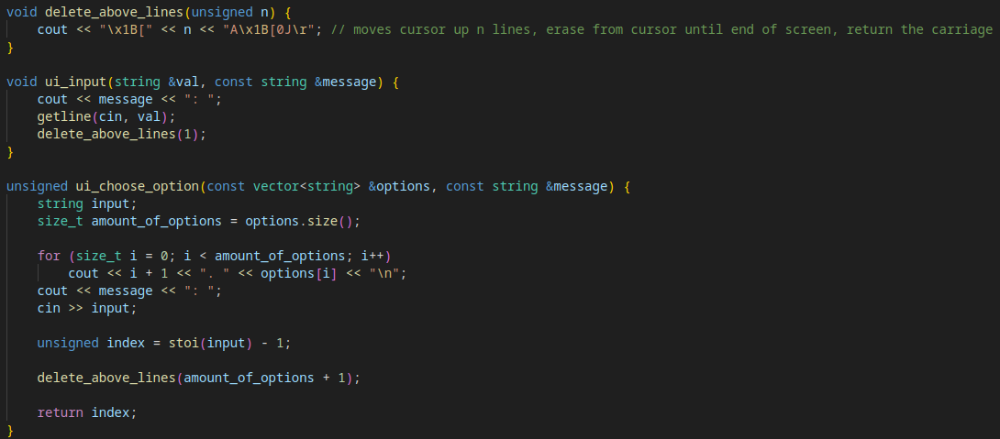 void delete_above_lines(unsigned n) {
    cout << "\x1B[" << n << "A\x1B[0J\r"; // moves cursor up n lines, erase from cursor until end of screen, return the carriage
}

void ui_input(string &val, const string &message) {
    cout << message << ": ";
    getline(cin, val);
    delete_above_lines(1);
}

unsigned ui_choose_option(const vector<string> &options, const string &message) {
    string input;
    size_t amount_of_options = options.size();

    for (size_t i = 0; i < amount_of_options; i++)
        cout << i + 1 << ". " << options[i] << "\n";
    cout << message << ": ";
    cin >> input;

    unsigned index = stoi(input) - 1;

    delete_above_lines(amount_of_options + 1);

    return index;
}